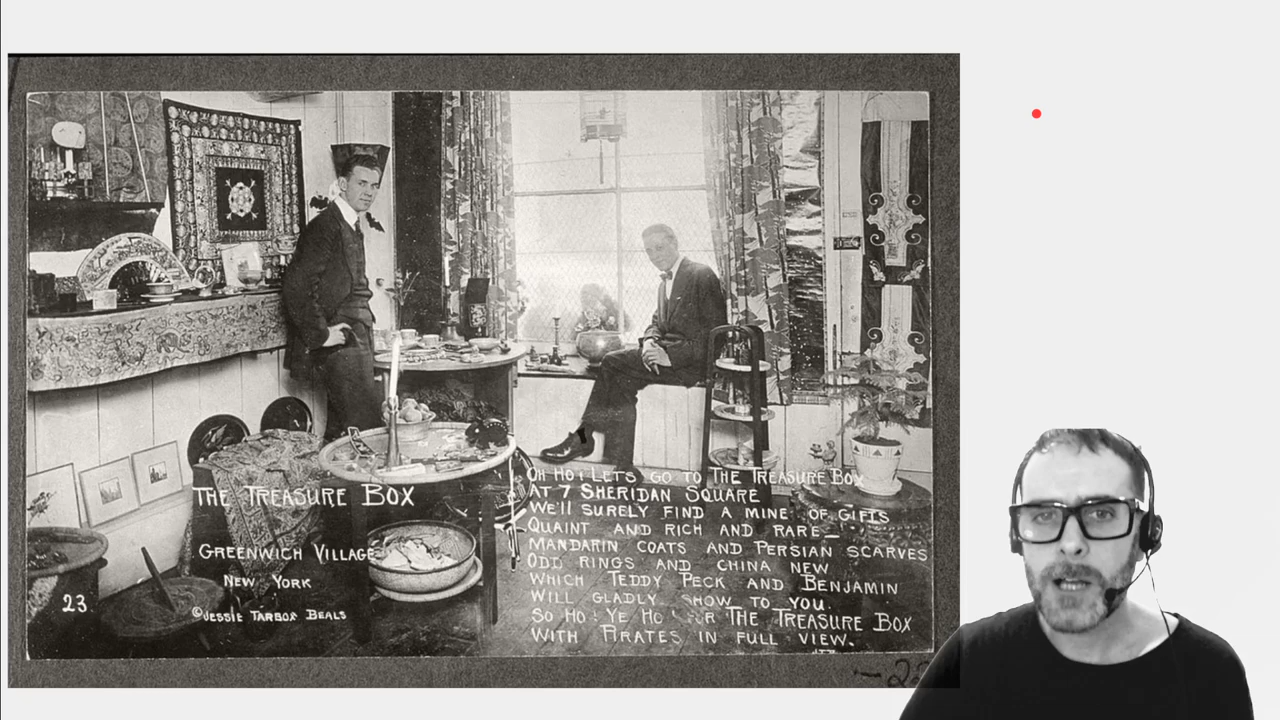 The Treasure Box
Greenwich Village
New York
©Jessie Tarbox Beals
23
Oh Ho! Lets go to The Treasure Box
At 7 Sheridan Square
We'll surely find a mine of gifts
Quaint and rich and rare—
Mandarin coats and Persian scarves
Odd rings and china new
Which Teddy Peck and Benjamin
Will gladly show to you.
So Ho! Ye Ho for The Treasure Box
With Pirates in full view.